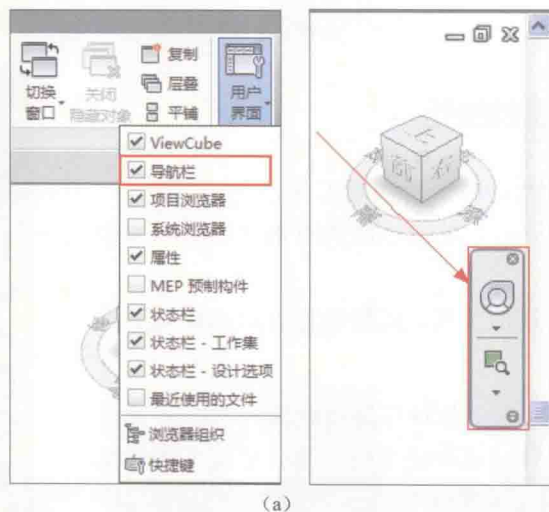 切换
窗口
关闭
隐藏对象
复制
层叠
平铺
用户
界面
ViewCube
导航栏
项目浏览器
系统浏览器
属性
MEP 预制构件
状态栏
状态栏 - 工作集
状态栏 - 设计选项
最近使用的文件
浏览器组织
快捷键
上
前
右
(a)